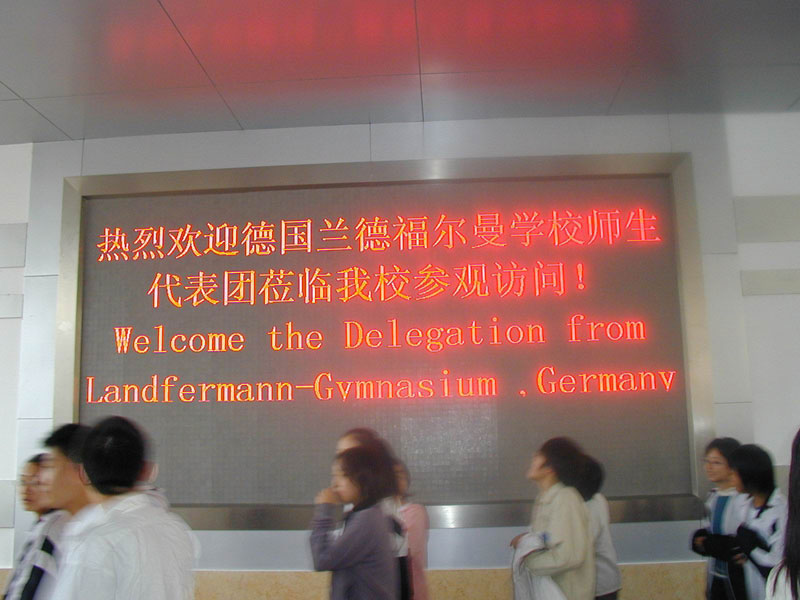 热烈欢迎德国兰德福尔曼学校师生
代表团莅临我校参观访问！
Welcome the Delegation from
Landfermann-Gymnasium ,Germany